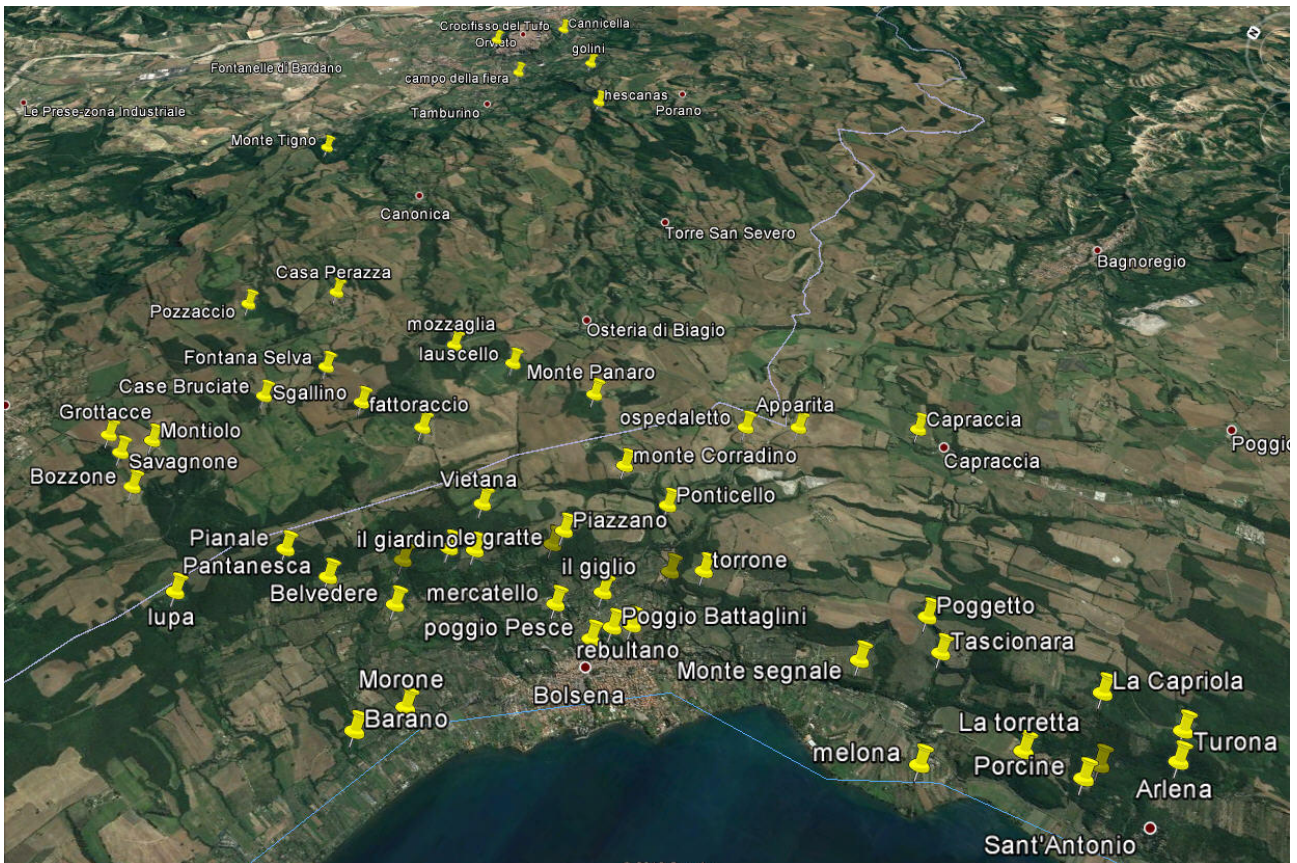 Crocifisso del Tufo
Cannicella
Orvieto
golini
Fontanelle di Bardano
campo della fiera
hescanas
Le Prese-zona Industriale
Tamburino
Porano
Monte Tigno
Canonica
Torre San Severo
Bagnoregio
Casa Perazza
Pozzaccio
mozzaglia
Osteria di Biagio
lauscello
Fontana Selva
Monte Panaro
Case Bruciate
Sgallino
fattoraccio
Grottacce
Montiolo
ospedaletto
Apparita
Capraccia
Poggio
Savagnone
monte Corradino
Capraccia
Bozzone
Vietana
Ponticello
Piazzano
Pianale
il giardino
le gratte
Pantanesca
il giglio
torrone
Belvedere
mercatello
lupa
Poggetto
poggio Pesce
Poggio Battaglini
rebultano
Tascionara
Monte segnale
Morone
Bolsena
La Capriola
Barano
La torretta
Turona
melona
Porcine
Arlena
Sant'Antonio